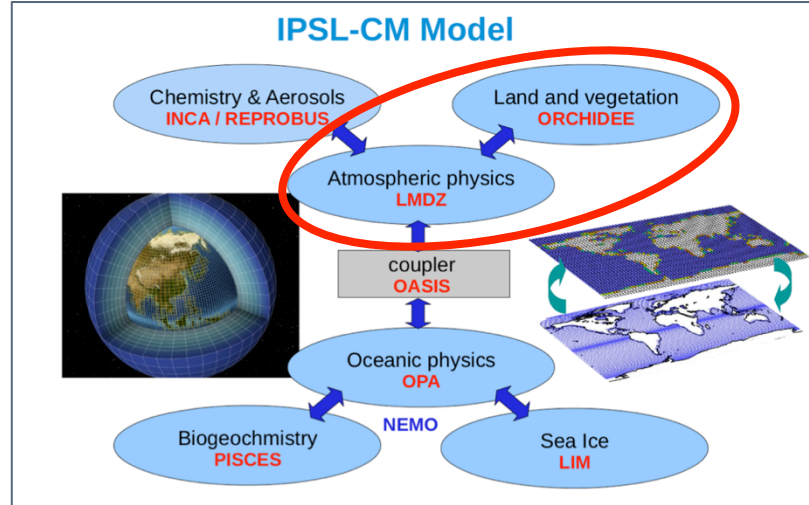 IPSL-CM Model
Chemistry & Aerosols
INCA / REPROBUS
Land and vegetation
ORCHIDEE
Atmospheric physics
LMDZ
coupler
OASIS
Oceanic physics
OPA
NEMO
Biogeochmistry
PISCES
Sea Ice
LIM